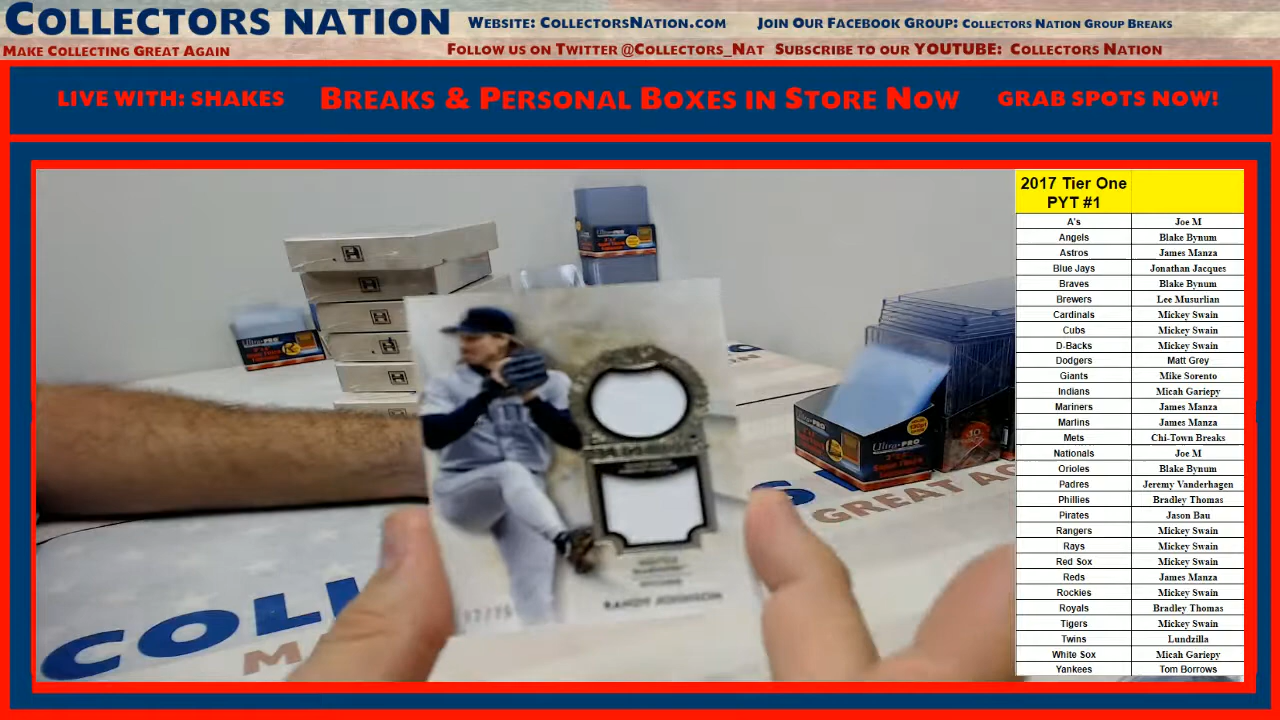 COLLECTORS NATION
WEBSITE: COLLECTORSNATION.COM
JOIN OUR FACEBOOK GROUP: COLLECTORS NATION GROUP BREAKS
MAKE COLLECTING GREAT AGAIN
FOLLOW US ON TWITTER @COLLECTORS_NAT SUBSCRIBE TO OUR YOUTUBE: COLLECTORS NATION
LIVE WITH: SHAKES
BREAKS & PERSONAL BOXES IN STORE NOW
GRAB SPOTS NOW!
2017 Tier One
PYT #1
A's Joe M
Angels Blake Bynum
Astros James Manza
Blue Jays Jonathan Jacques
Braves Blake Bynum
Brewers Lee Musurlian
Cardinals Mickey Swain
Cubs Mickey Swain
D-Backs Mickey Swain
Dodgers Matt Grey
Giants Mike Sorento
Indians Micah Gariepy
Mariners James Manza
Marlins James Manza
Mets Chi-Town Breaks
Nationals Joe M
Orioles Blake Bynum
Padres Jeremy Vanderhagen
Phillies Bradley Thomas
Pirates Jason Bau
Rangers Mickey Swain
Rays Mickey Swain
Red Sox Mickey Swain
Reds James Manza
Rockies Mickey Swain
Royals Bradley Thomas
Tigers Mickey Swain
Twins Lundzilla
White Sox Micah Gariepy
Yankees Tom Borrows
RANDY JOHNSON
Ultra·PRO
Ultra·PRO
COLL
M
S
GREAT AG